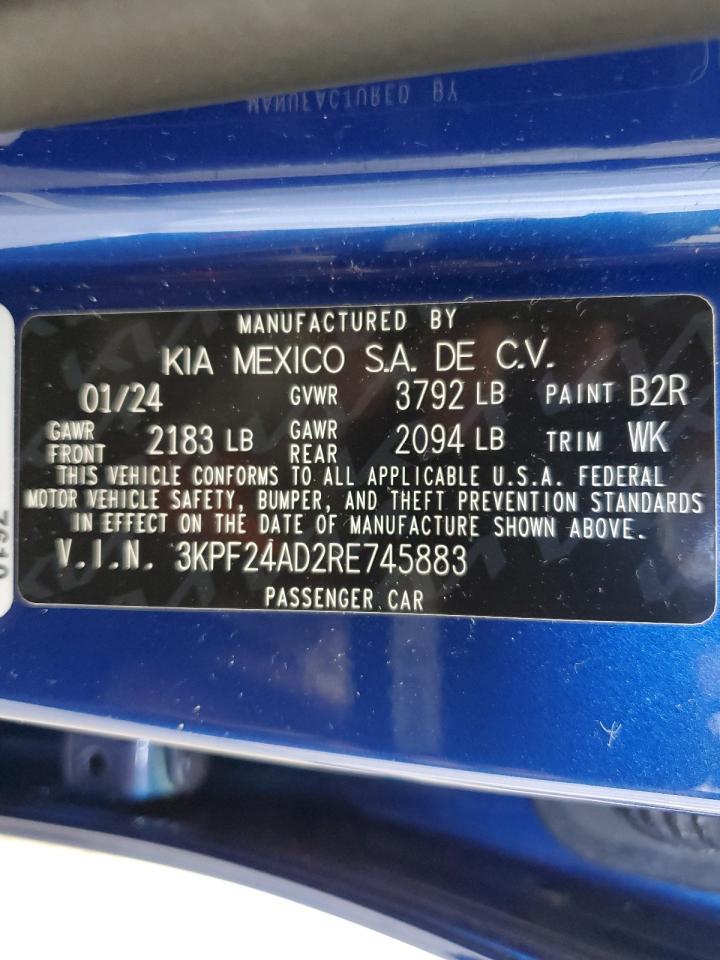 MANUFACTURED BY
MANUFACTURED BY
KIA MEXICO S.A. DE C.V.
01/24 GVWR 3792 LB PAINT B2R
GAWR FRONT 2183 LB GAWR REAR 2094 LB TRIM WK
THIS VEHICLE CONFORMS TO ALL APPLICABLE U.S.A. FEDERAL
MOTOR VEHICLE SAFETY, BUMPER, AND THEFT PREVENTION STANDARDS
IN EFFECT ON THE DATE OF MANUFACTURE SHOWN ABOVE.
V.I.N. 3KPF24AD2RE745883
PASSENGER CAR